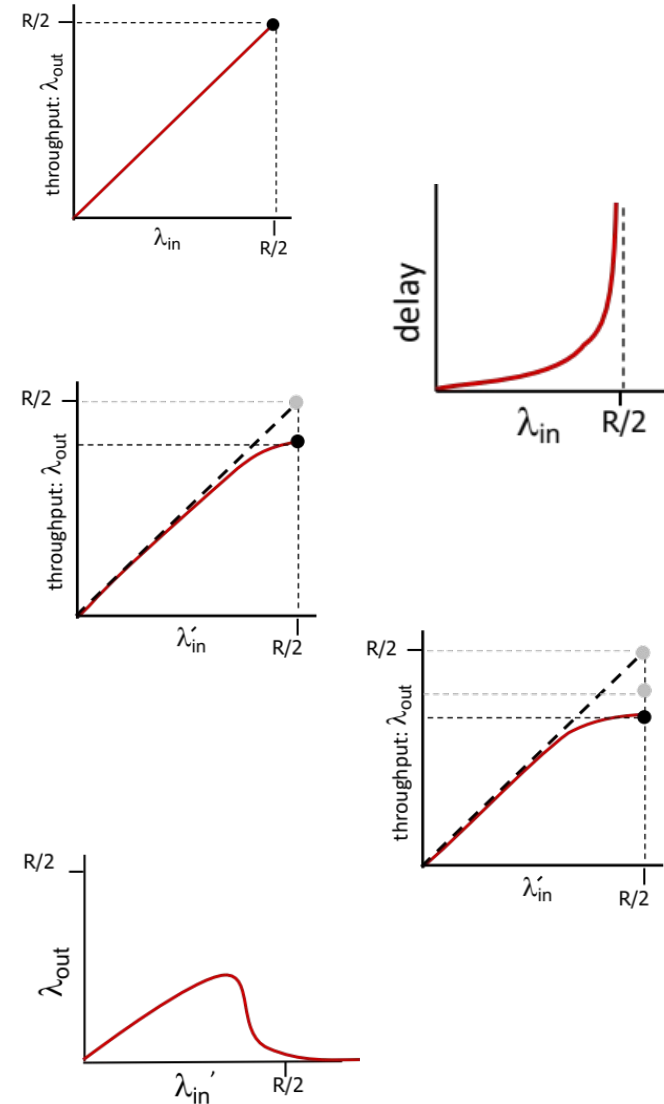 R/2
throughput: λout
λin
R/2
delay
λin
R/2
R/2
throughput: λout
λ′in
R/2
R/2
throughput: λout
λ′in
R/2
R/2
λout
λin′
R/2